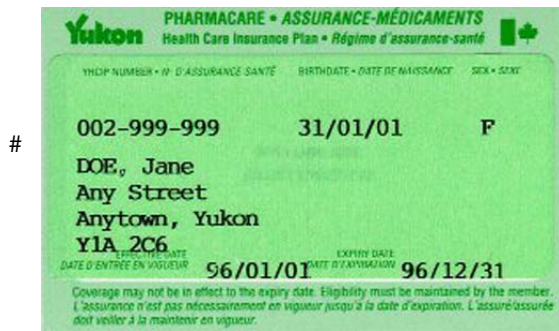 PHARMACARE • ASSURANCE-MÉDICAMENTS
Yukon Health Care Insurance Plan • Régime d'assurance-santé
YHCIP NUMBER • Nº D'ASSURANCE SANTÉ BIRTHDATE • DATE DE NAISSANCE SEX • SEXE
002-999-999 31/01/01 F
#
DOE, Jane
Any Street
Anytown, Yukon
Y1A 2C6
EFFECTIVE DATE EXPIRY DATE
DATE D'ENTRÉE EN VIGUEUR 96/01/01 DATE D'EXPIRATION 96/12/31
Coverage may not be in effect to the expiry date. Eligibility must be maintained by the member.
L'assurance n'est pas nécessairement en vigueur jusqu'à la date d'expiration. L'assuré/assurée
doit veiller à la maintenir en vigueur.